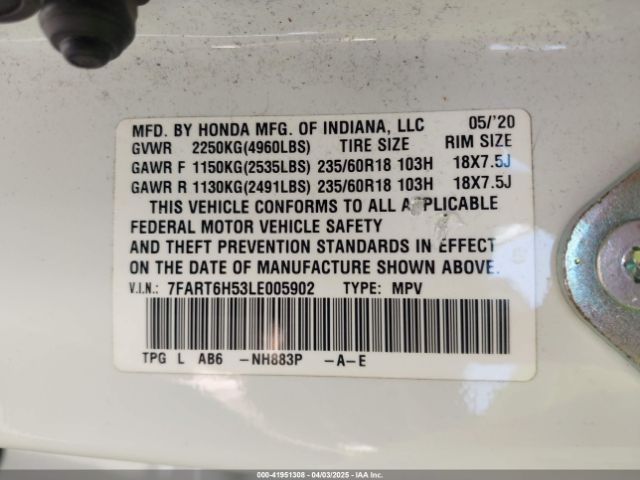 MFD. BY HONDA MFG. OF INDIANA, LLC 05/'20
GVWR 2250KG(4960LBS) TIRE SIZE RIM SIZE
GAWR F 1150KG(2535LBS) 235/60R18 103H 18X7.5J
GAWR R 1130KG(2491LBS) 235/60R18 103H 18X7.5J
THIS VEHICLE CONFORMS TO ALL APPLICABLE
FEDERAL MOTOR VEHICLE SAFETY
AND THEFT PREVENTION STANDARDS IN EFFECT
ON THE DATE OF MANUFACTURE SHOWN ABOVE.
V.I.N.: 7FART6H53LE005902 TYPE: MPV
TPG L AB6 -NH883P -A-E
000-41951308 - 04/03/2025 - IAA Inc.